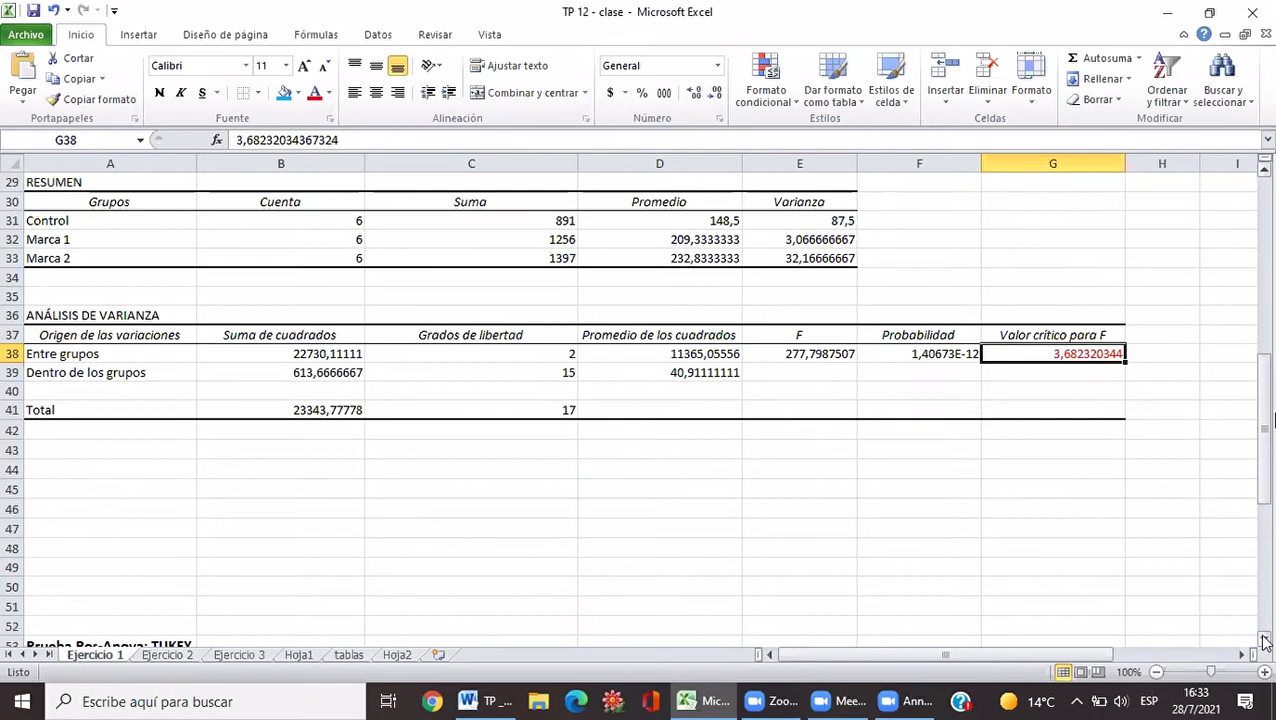 TP 12 - clase - Microsoft Excel
Archivo Inicio Insertar Diseño de página Fórmulas Datos Revisar Vista
Pegar Cortar Copiar Copiar formato Portapapeles
Calibri 11 N K S A A A Fuente
Ajustar texto Combinar y centrar Alineación
General $ % 000 Número
Formato condicional Dar formato como tabla Estilos de celda Estilos
Insertar Eliminar Formato Celdas
Autosuma Rellenar Borrar Ordenar y filtrar Buscar y seleccionar Modificar
G38 fx 3,68232034367324
A B C D E F G H I
29 RESUMEN
30 Grupos Cuenta Suma Promedio Varianza
31 Control 6 891 148,5 87,5
32 Marca 1 6 1256 209,3333333 3,066666667
33 Marca 2 6 1397 232,8333333 32,16666667
34
35
36 ANÁLISIS DE VARIANZA
37 Origen de las variaciones Suma de cuadrados Grados de libertad Promedio de los cuadrados F Probabilidad Valor crítico para F
38 Entre grupos 22730,11111 2 11365,05556 277,7987507 1,40673E-12 3,682320344
39 Dentro de los grupos 613,6666667 15 40,91111111
40
41 Total 23343,77778 17
42
43
44
45
46
47
48
49
50
51
52
53
Ejercicio 1 Ejercicio 2 Ejercicio 3 Hoja1 tablas Hoja2
Listo 100%
Escribe aquí para buscar TP _... Mic... Zoo... Mee... Ann... 14°C ESP 16:33
28/7/2021